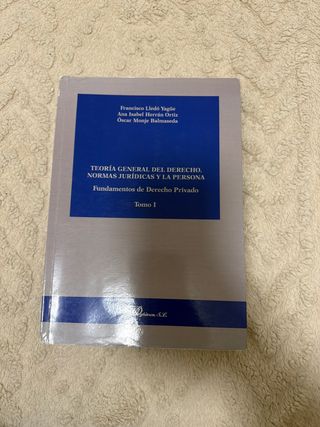 Francisco Lledó Yagüe
Ana Isabel Herrán Ortiz
Óscar Monje Balmaseda
TEORÍA GENERAL DEL DERECHO.
NORMAS JURÍDICAS Y LA PERSONA
Fundamentos de Derecho Privado
Tomo I
Dykinson, S.L.